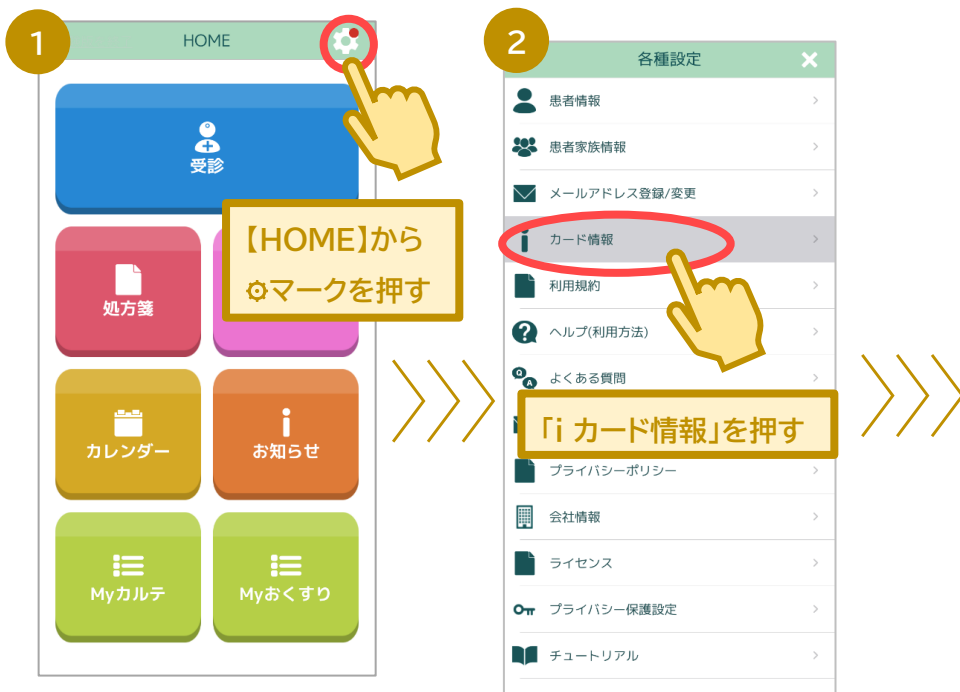 1
HOME
受診
【HOME】から
⚙マークを押す
処方箋
カレンダー
お知らせ
Myカルテ
Myおくすり
2
各種設定
患者情報
患者家族情報
メールアドレス登録/変更
カード情報
利用規約
ヘルプ(利用方法)
よくある質問
「i カード情報」を押す
プライバシーポリシー
会社情報
ライセンス
プライバシー保護設定
チュートリアル